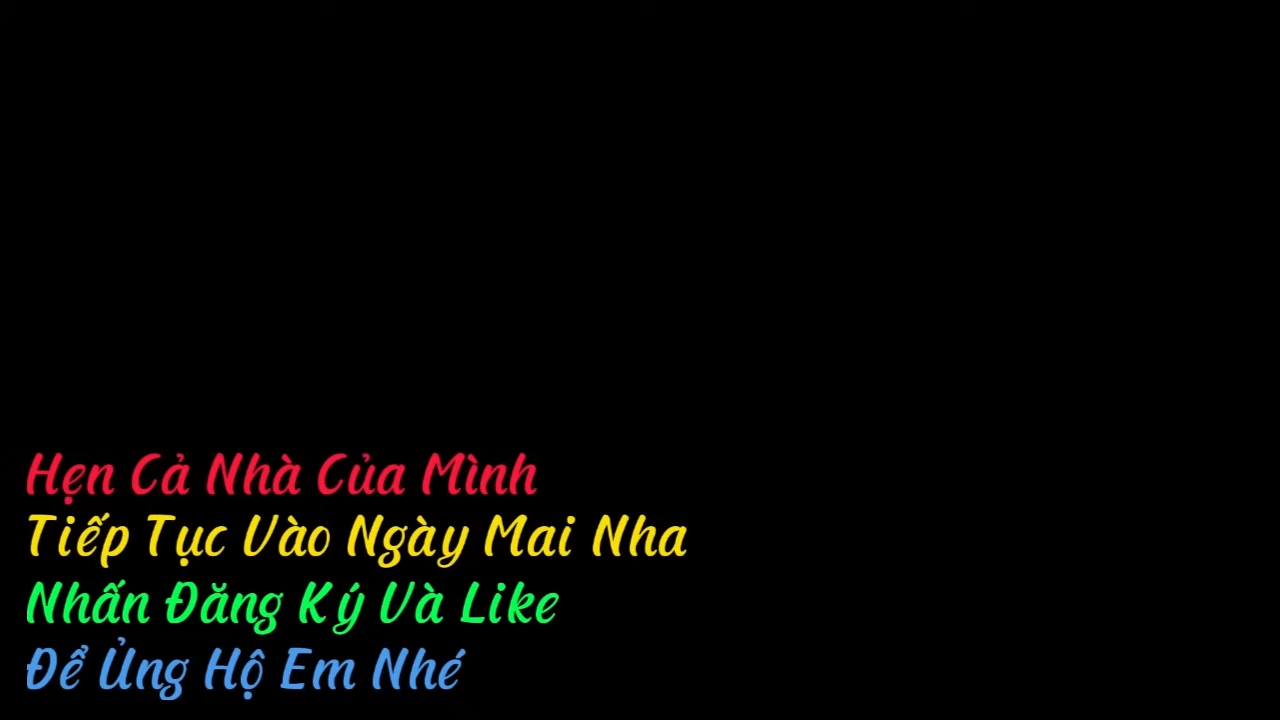 Hẹn Cả Nhà Của Mình
Tiếp Tục Vào Ngày Mai Nha
Nhấn Đăng Ký Và Like
Để Ủng Hộ Em Nhé